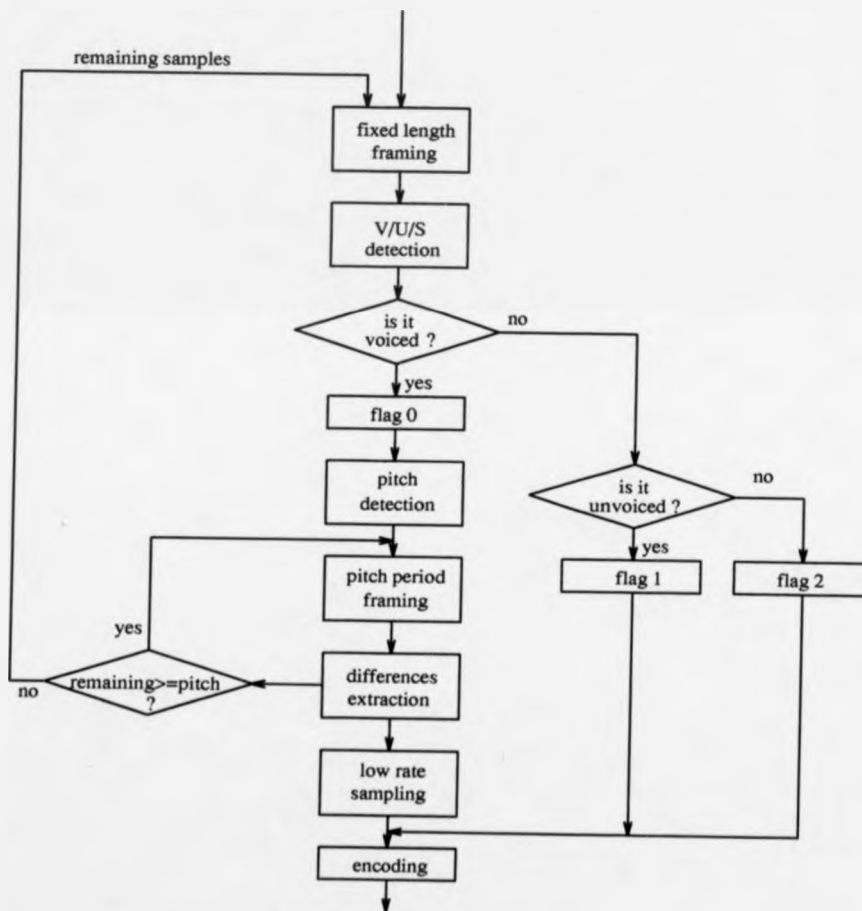 remaining samples
fixed length
framing
V/U/S
detection
is it
voiced ?
no
yes
flag 0
pitch
detection
is it
unvoiced ?
no
yes
flag 1
flag 2
pitch period
framing
yes
remaining>=pitch
?
no
differences
extraction
low rate
sampling
encoding